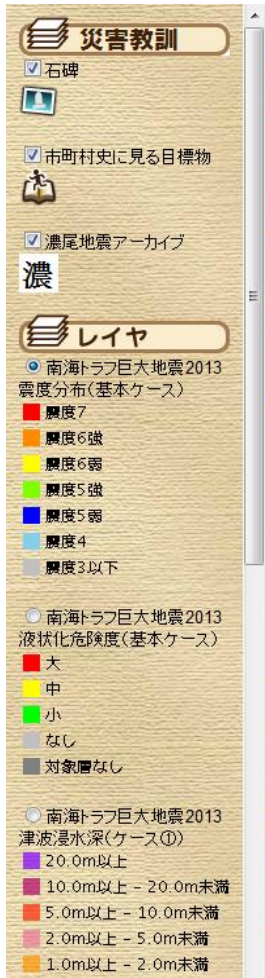 災害教訓
石碑
市町村史に見る目標物
濃尾地震アーカイブ
濃
レイヤ
南海トラフ巨大地震2013
震度分布(基本ケース)
震度7
震度6強
震度6弱
震度5強
震度5弱
震度4
震度3以下
南海トラフ巨大地震2013
液状化危険度(基本ケース)
大
中
小
なし
対象層なし
南海トラフ巨大地震2013
津波浸水深(ケース①)
20.0m以上
10.0m以上 - 20.0m未満
5.0m以上 - 10.0m未満
2.0m以上 - 5.0m未満
1.0m以上 - 2.0m未満